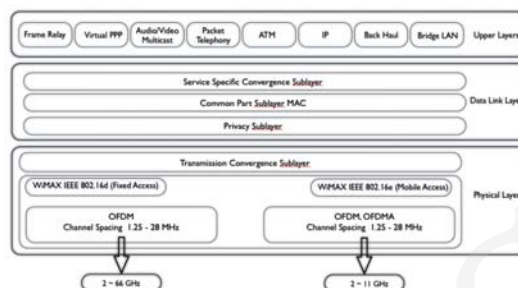 Frame Relay
Virtual PPP
Audio/Video
Multicast
Packet
Telephony
ATM
IP
Back Haul
Bridge LAN
Upper Layers
Service Specific Convergence Sublayer
Common Part Sublayer MAC
Data Link Laye
Privacy Sublayer
Transmission Convergence Sublayer
WiMAX IEEE 802.16d (Fixed Access)
WiMAX IEEE 802.16e (Mobile Access)
Physical Layer
OFDM
Channel Spacing 1.25 - 28 MHz
OFDM, OFDMA
Channel Spacing 1.25 - 28 MHz
2 ~ 66 GHz
2 ~ 11 GHz